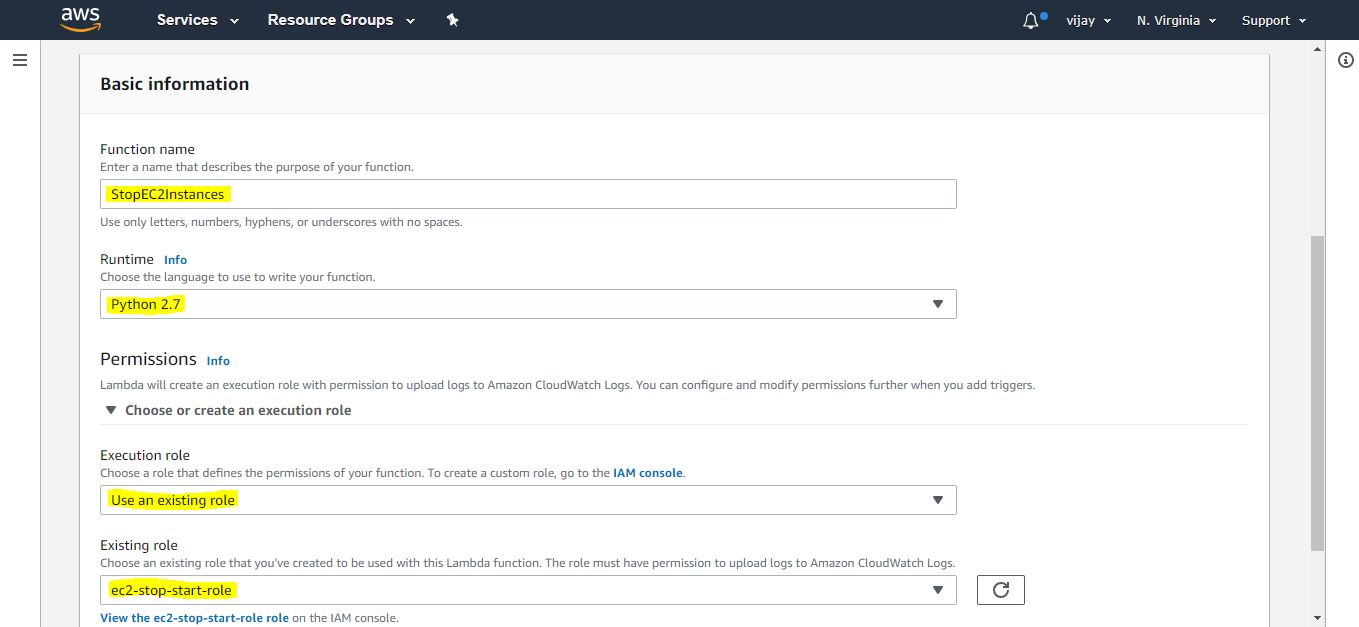 aws Services Resource Groups vijay N. Virginia Support
Basic information
Function name
Enter a name that describes the purpose of your function.
StopEC2Instances
Use only letters, numbers, hyphens, or underscores with no spaces.
Runtime Info
Choose the language to use to write your function.
Python 2.7
Permissions Info
Lambda will create an execution role with permission to upload logs to Amazon CloudWatch Logs. You can configure and modify permissions further when you add triggers.
Choose or create an execution role
Execution role
Choose a role that defines the permissions of your function. To create a custom role, go to the IAM console.
Use an existing role
Existing role
Choose an existing role that you've created to be used with this Lambda function. The role must have permission to upload logs to Amazon CloudWatch Logs.
ec2-stop-start-role
View the ec2-stop-start-role role on the IAM console.